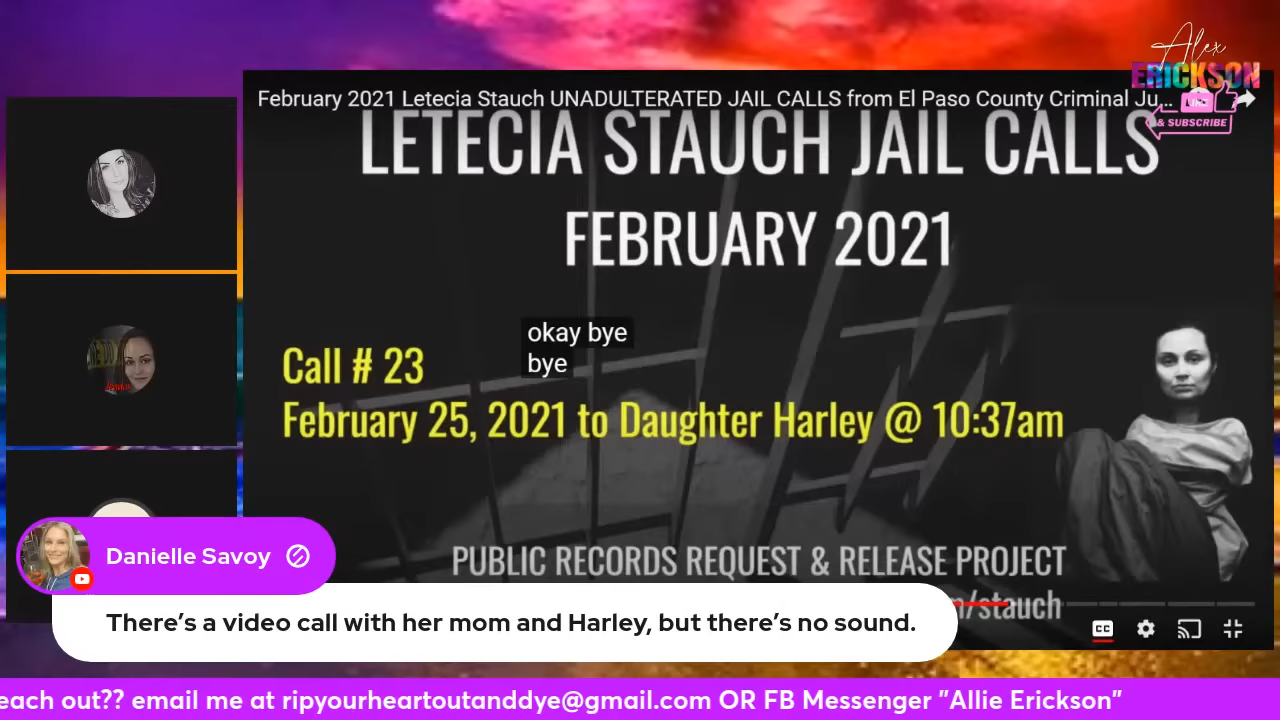 Alex
ERICKSON
LIKE
& SUBSCRIBE
February 2021 Letecia Stauch UNADULTERATED JAIL CALLS from El Paso County Criminal Ju...
LETECIA STAUCH JAIL CALLS
FEBRUARY 2021
okay bye
bye
Call # 23
February 25, 2021 to Daughter Harley @ 10:37am
PUBLIC RECORDS REQUEST & RELEASE PROJECT
m/stauch
CC
Danielle Savoy
There's a video call with her mom and Harley, but there's no sound.
each out?? email me at ripyourheartoutanddye@gmail.com OR FB Messenger "Allie Erickson"